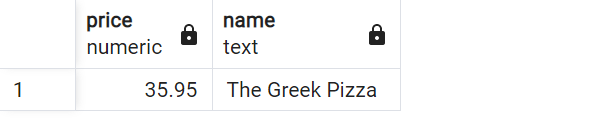 price name
numeric text
1 35.95 The Greek Pizza